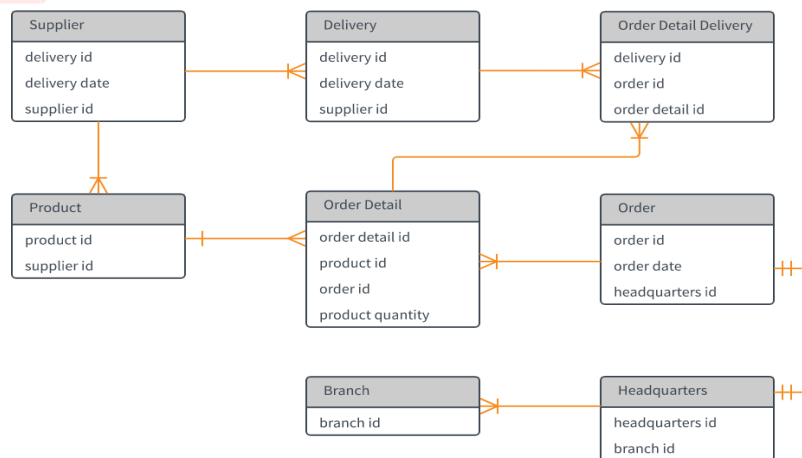 Supplier
delivery id
delivery date
supplier id
Delivery
delivery id
delivery date
supplier id
Order Detail Delivery
delivery id
order id
order detail id
Product
product id
supplier id
Order Detail
order detail id
product id
order id
product quantity
Order
order id
order date
headquarters id
Branch
branch id
Headquarters
headquarters id
branch id